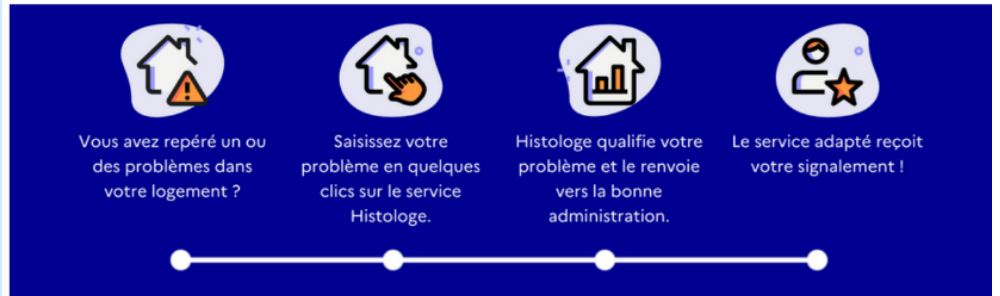 Vous avez repéré un ou
des problèmes dans
votre logement ?
Saisissez votre
problème en quelques
clics sur le service
Histologe.
Histologe qualifie votre
problème et le renvoie
vers la bonne
administration.
Le service adapté reçoit
votre signalement !